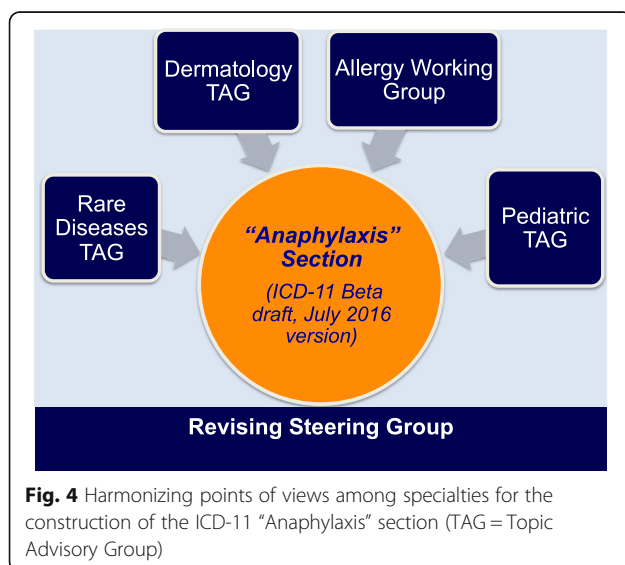 Dermatology
TAG
Allergy Working
Group
Rare
Diseases
TAG
Pediatric
TAG
“Anaphylaxis”
Section
(ICD-11 Beta
draft, July 2016
version)
Revising Steering Group
Fig. 4 Harmonizing points of views among specialties for the
construction of the ICD-11 “Anaphylaxis” section (TAG = Topic
Advisory Group)